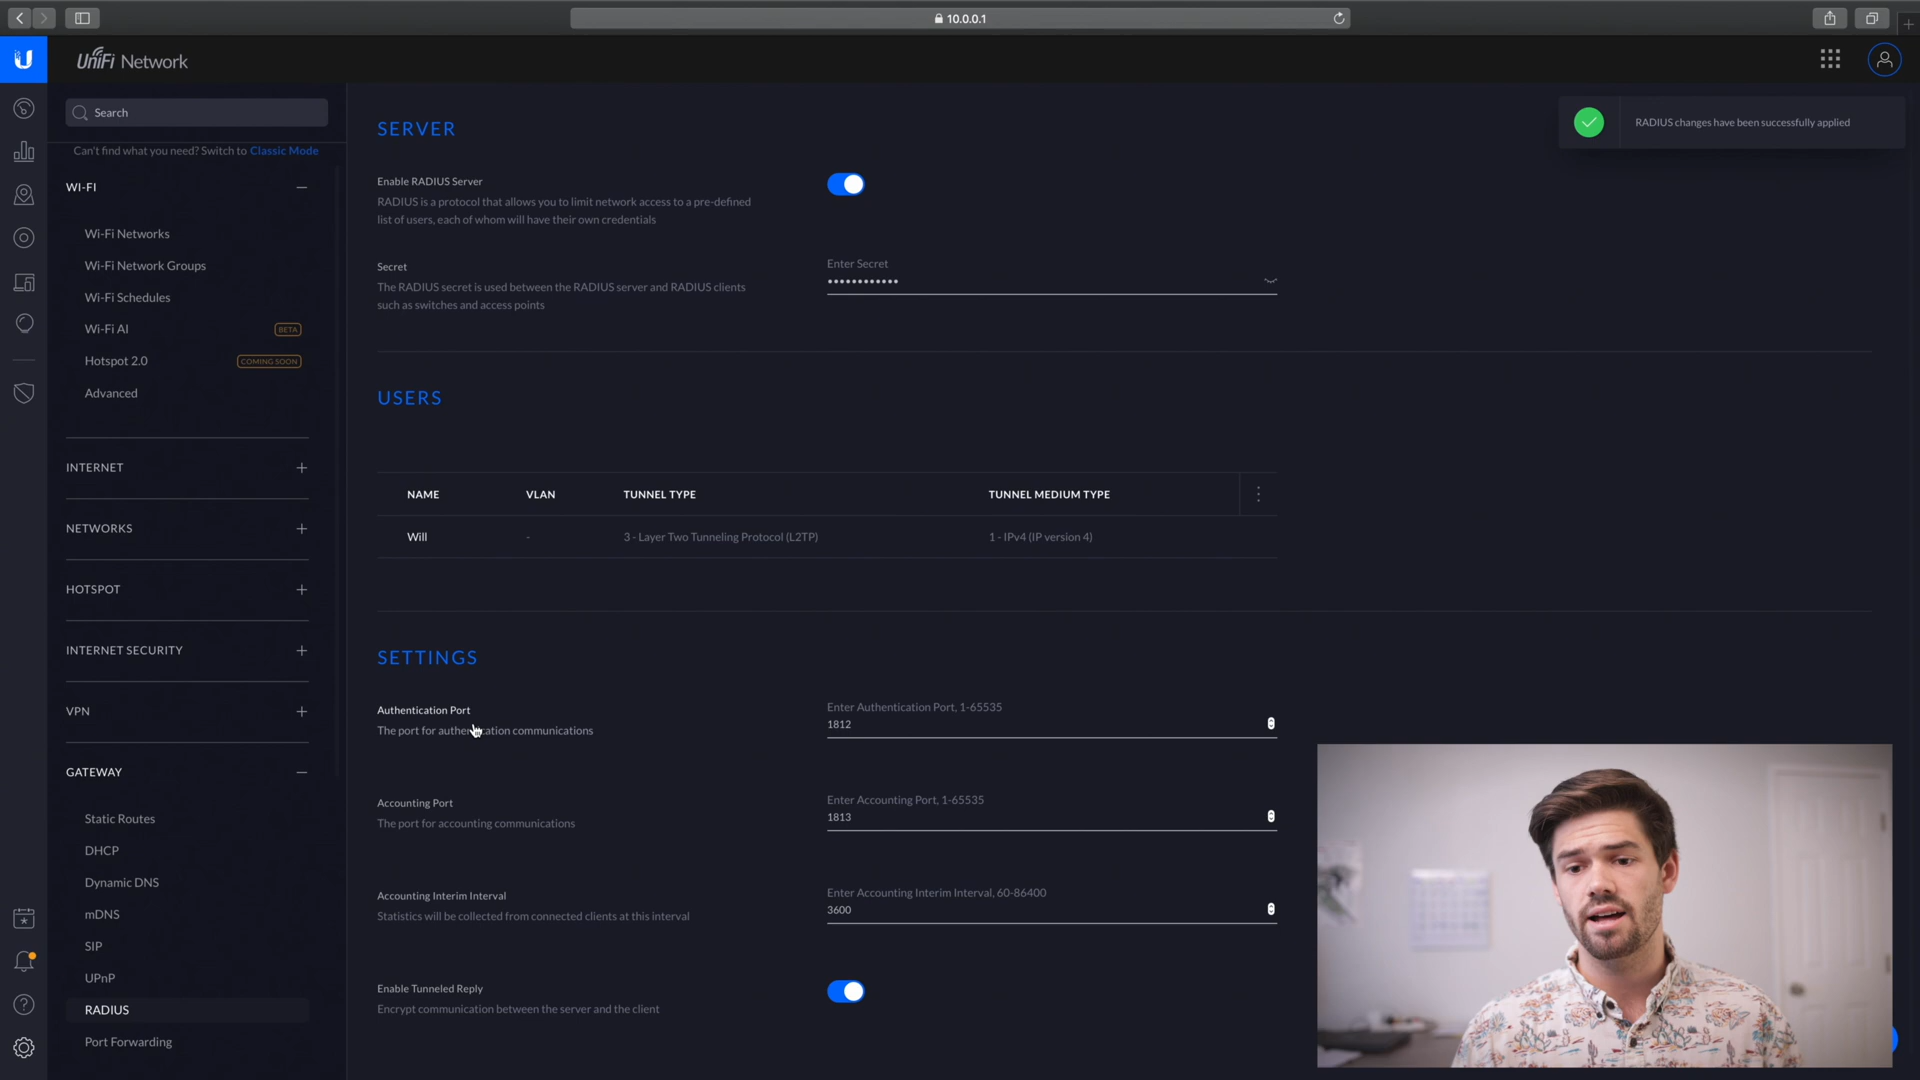 10.0.0.1
UniFi Network
Search
Can't find what you need? Switch to Classic Mode
WI-FI
Wi-Fi Networks
Wi-Fi Network Groups
Wi-Fi Schedules
Wi-Fi AI BETA
Hotspot 2.0 COMING SOON
Advanced
INTERNET
NETWORKS
HOTSPOT
INTERNET SECURITY
VPN
GATEWAY
Static Routes
DHCP
Dynamic DNS
mDNS
SIP
UPnP
RADIUS
Port Forwarding
RADIUS changes have been successfully applied
SERVER
Enable RADIUS Server
RADIUS is a protocol that allows you to limit network access to a pre-defined
list of users, each of whom will have their own credentials
Secret
The RADIUS secret is used between the RADIUS server and RADIUS clients
such as switches and access points
Enter Secret
••••••••••••
USERS
NAME VLAN TUNNEL TYPE TUNNEL MEDIUM TYPE
Will - 3 - Layer Two Tunneling Protocol (L2TP) 1 - IPv4 (IP version 4)
SETTINGS
Authentication Port
The port for authentication communications
Enter Authentication Port, 1-65535
1812
Accounting Port
The port for accounting communications
Enter Accounting Port, 1-65535
1813
Accounting Interim Interval
Statistics will be collected from connected clients at this interval
Enter Accounting Interim Interval, 60-86400
3600
Enable Tunneled Reply
Encrypt communication between the server and the client